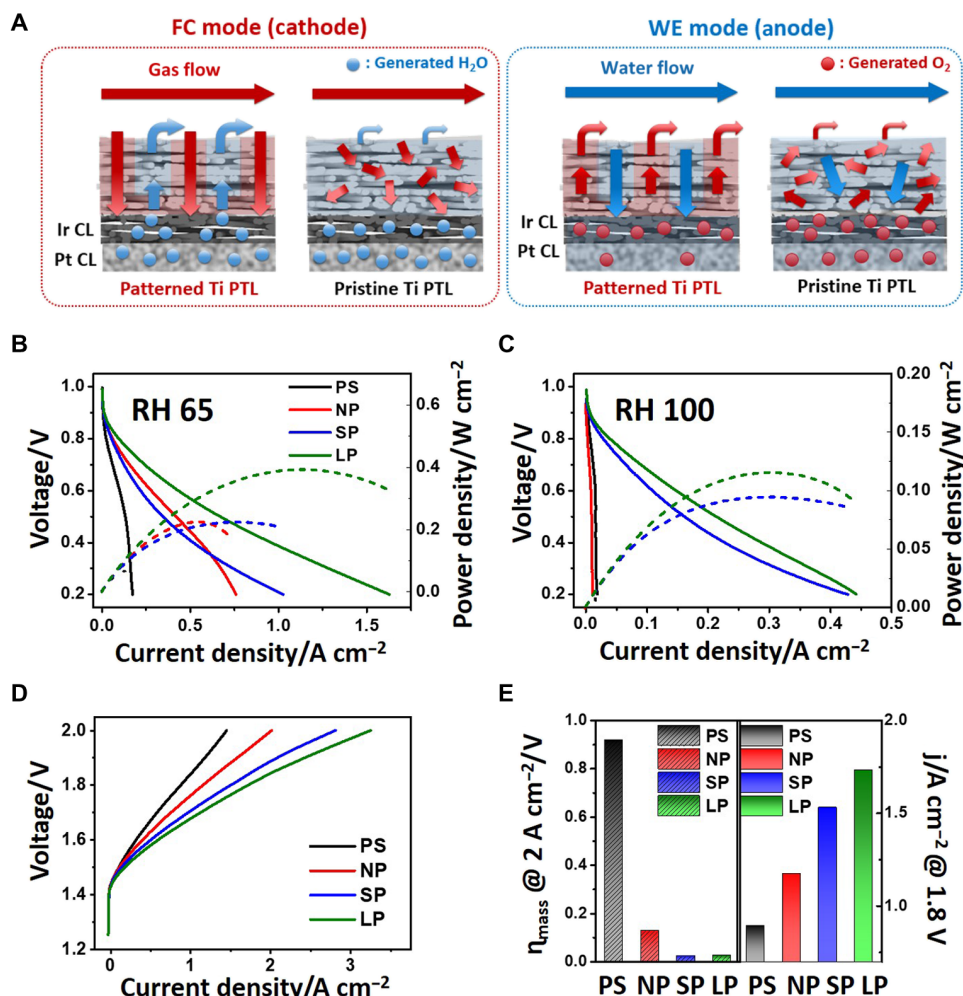 A
FC mode (cathode)
Gas flow
: Generated H₂O
Ir CL
Pt CL
Patterned Ti PTL
Pristine Ti PTL
WE mode (anode)
Water flow
: Generated O₂
Ir CL
Pt CL
Patterned Ti PTL
Pristine Ti PTL
B
RH 65
PS
NP
SP
LP
Voltage/V
1.0
0.8
0.6
0.4
0.2
0.0
0.5
1.0
1.5
Current density/A cm⁻²
0.6
0.4
0.2
0.0
Power density/W cm⁻²
C
RH 100
Voltage/V
1.0
0.8
0.6
0.4
0.2
0.0
0.1
0.2
0.3
0.4
0.5
Current density/A cm⁻²
0.20
0.15
0.10
0.05
0.00
Power density/W cm⁻²
D
Voltage/V
2.0
1.8
1.6
1.4
1.2
0
1
2
3
Current density/A cm⁻²
PS
NP
SP
LP
E
ηmass @ 2 A cm⁻²/V
1.0
0.8
0.6
0.4
0.2
0.0
PS
NP
SP
LP
PS
NP
SP
LP
PS NP SP LP
PS NP SP LP
2.0
1.5
1.0
j/A cm⁻² @ 1.8 V